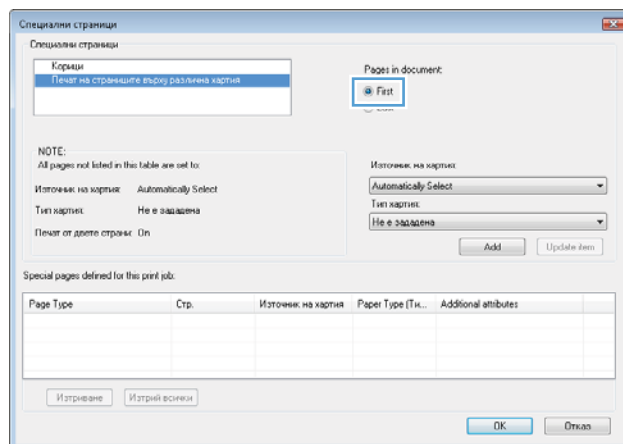 Специални страници
Специални страници
Корици
Печат на страниците върху различна хартия
Pages in document:
First
NOTE:
All pages not listed in this table are set to:
Източник на хартия: Automatically Select
Тип хартия: Не е зададена
Печат от двете страни: On
Източник на хартия:
Automatically Select
Тип хартия:
Не е зададена
Add Update item
Special pages defined for this print job:
Page Type Стр. Източник на хартия Paper Type (Ти... Additional attributes
Изтриване Изтрий всички
OK Отказ